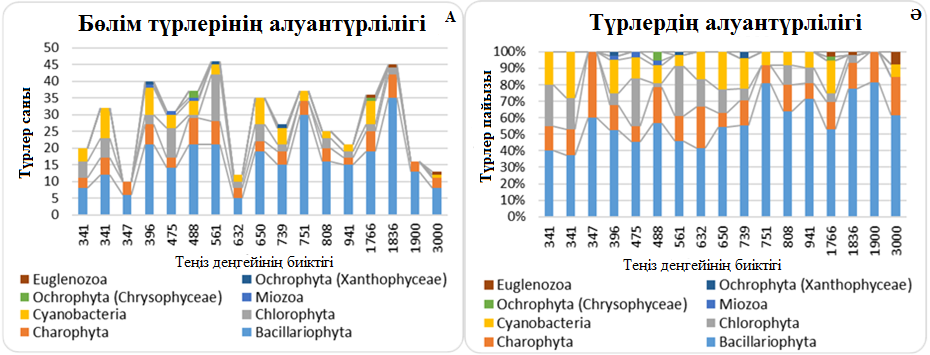 Бөлім түрлерінің алуантүрлілігі
А
Түрлер саны
50
45
40
35
30
25
20
15
10
5
0
341 341 347 396 475 488 561 632 650 739 751 808 941 1766 1836 1900 3000
Теңіз деңгейінің биіктігі
Euglenozoa
Ochrophyta (Xanthophyceae)
Ochrophyta (Chrysophyceae)
Miozoa
Cyanobacteria
Chlorophyta
Charophyta
Bacillariophyta
Түрлердің алуантүрлілігі
Ә
Түрлер пайызы
100%
90%
80%
70%
60%
50%
40%
30%
20%
10%
0%
341 341 347 396 475 488 561 632 650 739 751 808 941 1766 1836 1900 3000
Теңіз деңгейінің биіктігі
Euglenozoa
Ochrophyta (Xanthophyceae)
Ochrophyta (Chrysophyceae)
Miozoa
Cyanobacteria
Chlorophyta
Charophyta
Bacillariophyta